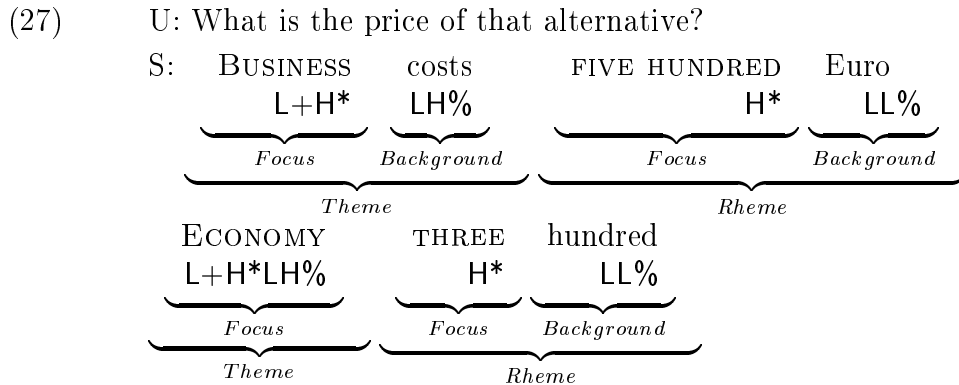 (27) U: What is the price of that alternative?
S: BUSINESS costs FIVE HUNDRED Euro
L+H* LH% H* LL%
Focus Background Focus Background
Theme Rheme
ECONOMY THREE hundred
L+H*LH% H* LL%
Focus Focus Background
Theme Rheme